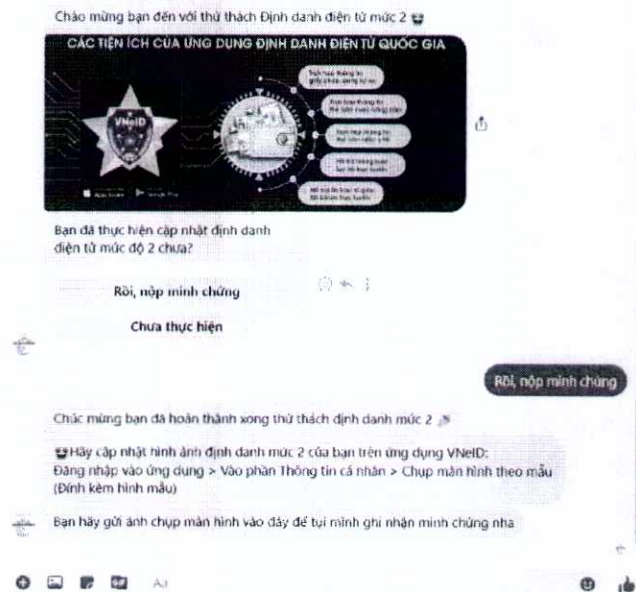 Chào mừng bạn đến với thử thách Định danh điện tử mức 2
CÁC TIỆN ÍCH CỦA ỨNG DỤNG ĐỊNH DANH ĐIỆN TỬ QUỐC GIA
VNeID
Bạn đã thực hiện cập nhật định danh
điện tử mức độ 2 chưa?
Rồi, nộp minh chứng
Chưa thực hiện
Rồi, nộp minh chứng
Chúc mừng bạn đã hoàn thành xong thử thách định danh mức 2
Hãy cập nhật hình ảnh định danh mức 2 của bạn trên ứng dụng VNeID:
Đăng nhập vào ứng dụng > Vào phần Thông tin cá nhân > Chụp màn hình theo mẫu
(Đính kèm hình mẫu)
Bạn hãy gửi ảnh chụp màn hình vào đây để tụi mình ghi nhận minh chứng nha
Aa